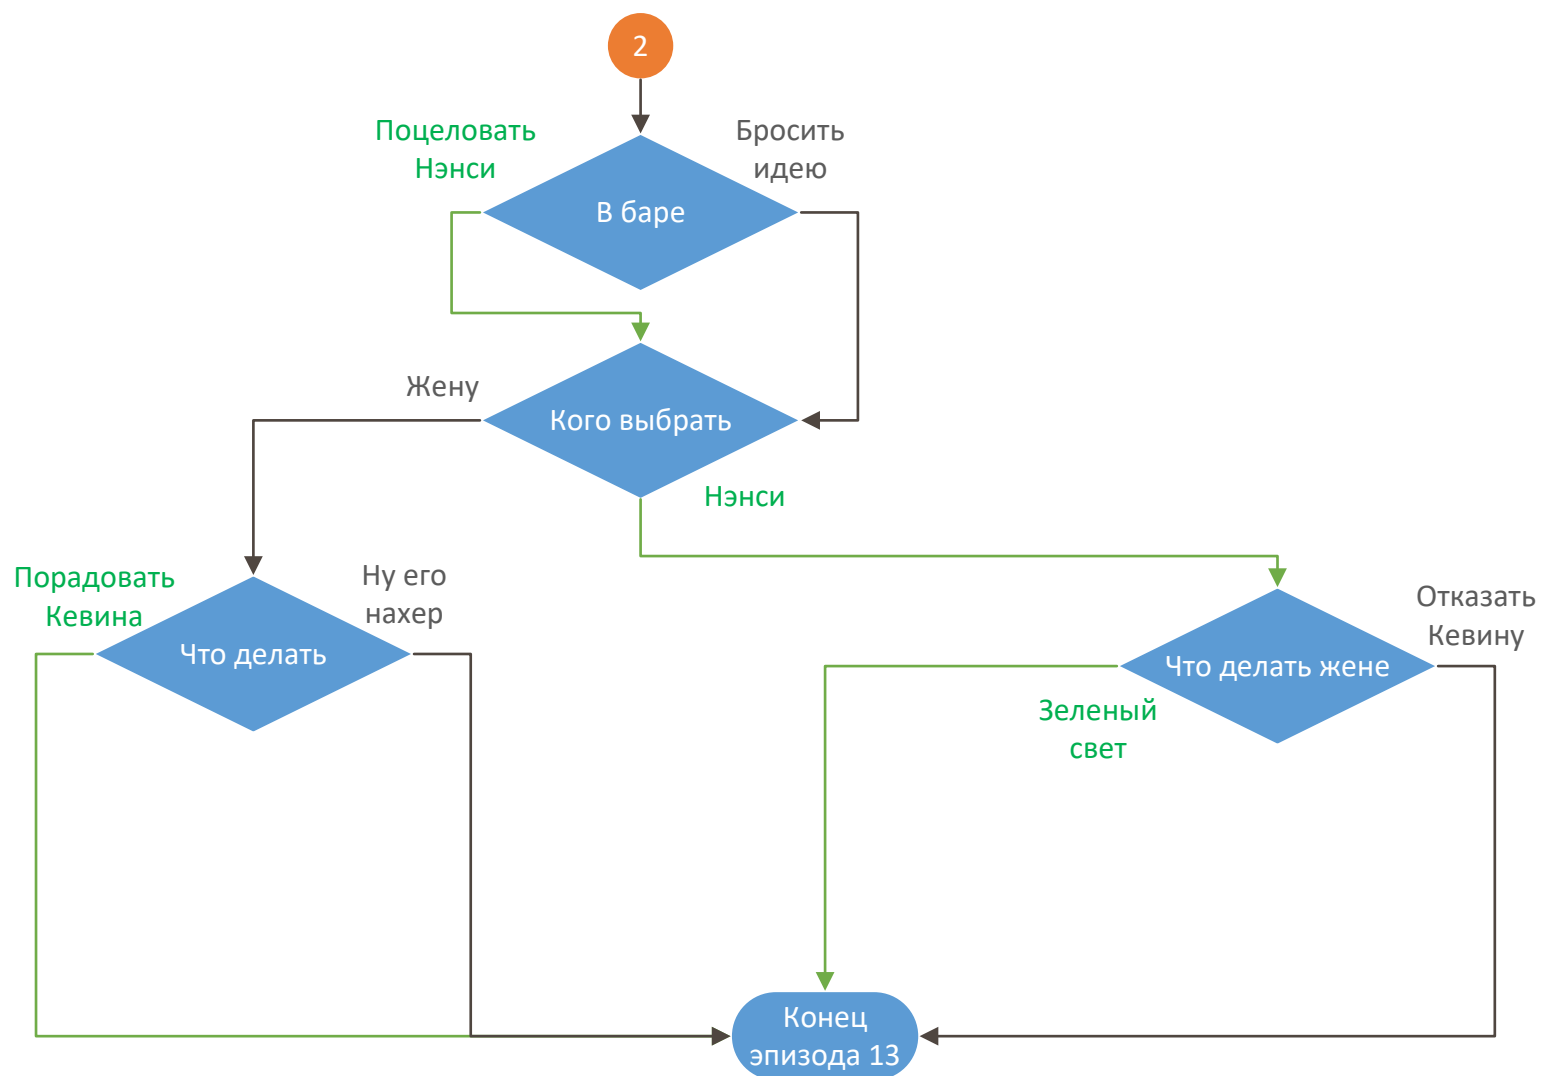 2
Поцеловать
Нэнси
Бросить
идею
В баре
Жену
Кого выбрать
Нэнси
Порадовать
Кевина
Ну его
нахер
Что делать
Отказать
Кевину
Что делать жене
Зеленый
свет
Конец
эпизода 13